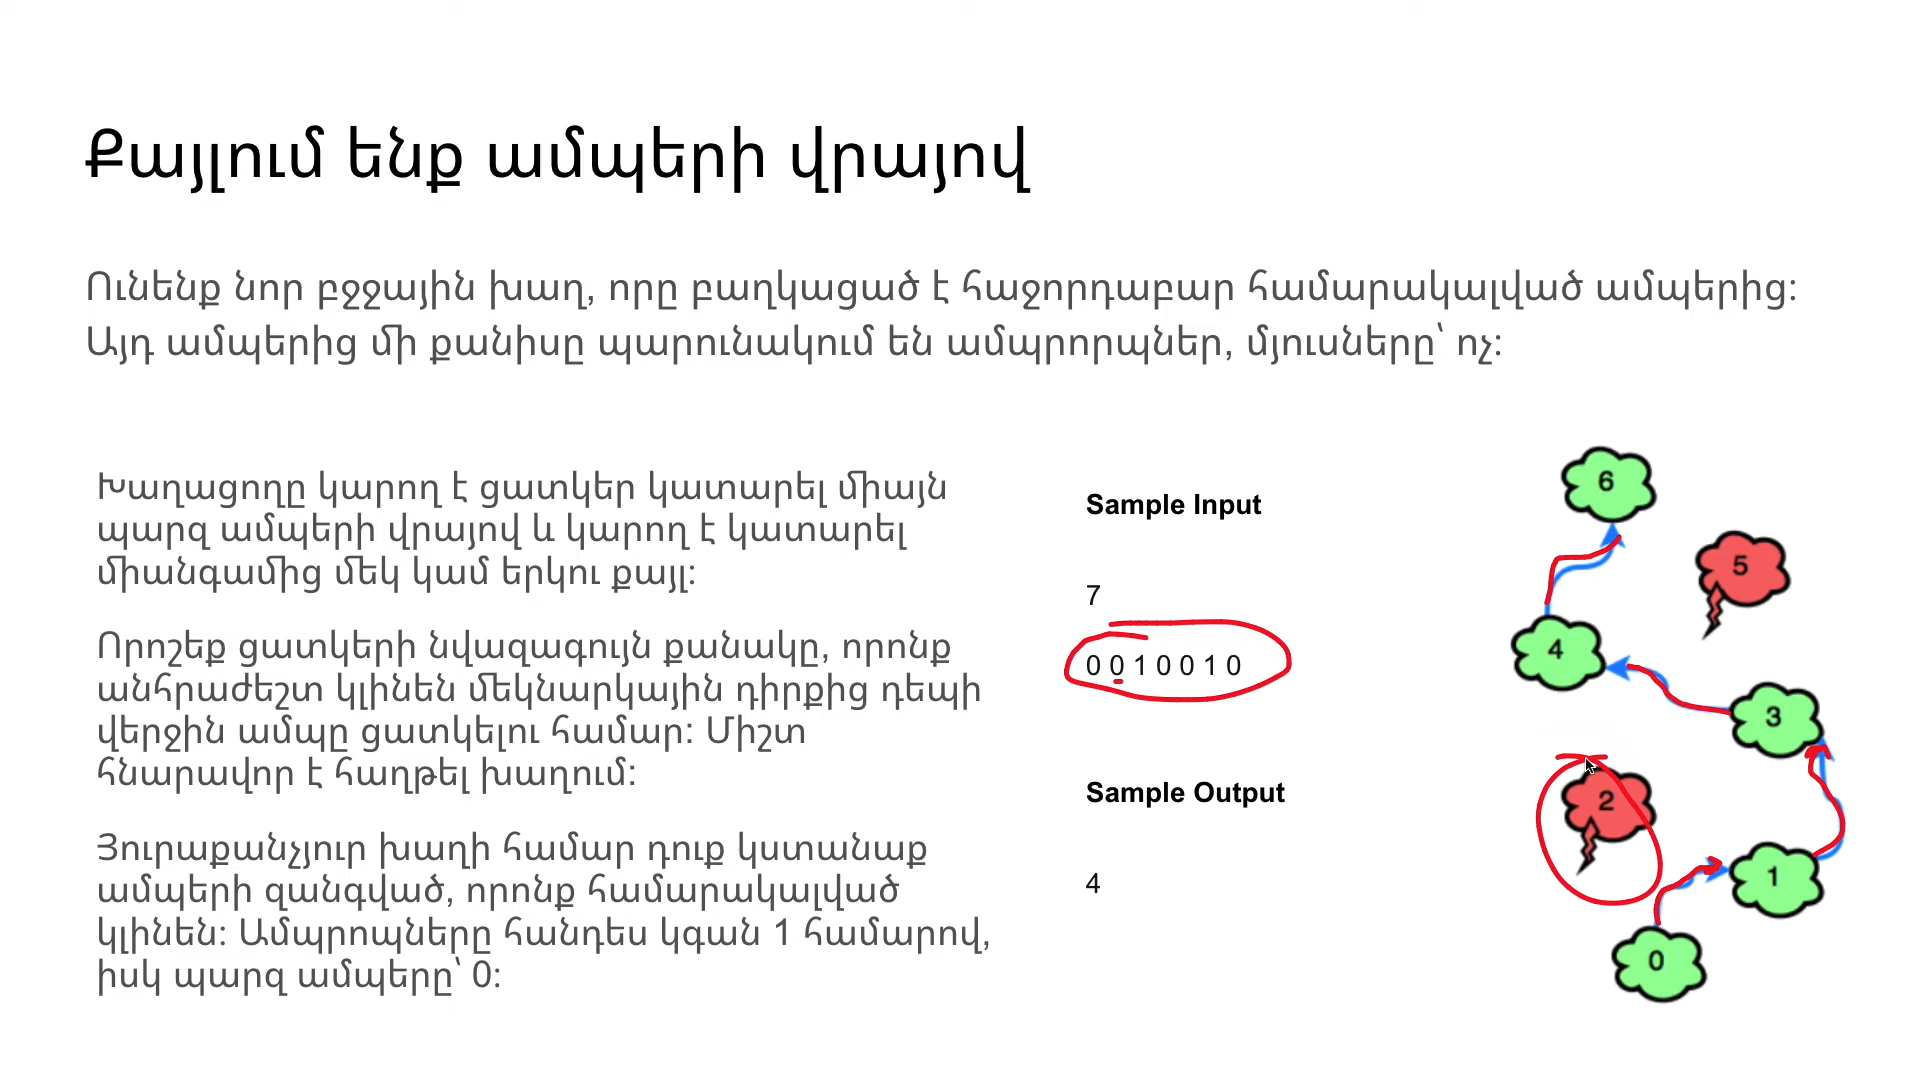 Քայլում ենք ամպերի վրայով
Ունենք նոր բջջային խաղ, որը բաղկացած է հաջորդաբար համարակալված ամպերից:
Այդ ամպերից մի քանիսը պարունակում են ամպրորպներ, մյուսները՝ ոչ:
Խաղացողը կարող է ցատկեր կատարել միայն
պարզ ամպերի վրայով և կարող է կատարել
միանգամից մեկ կամ երկու քայլ:
Որոշեք ցատկերի նվազագույն քանակը, որոնք
անհրաժեշտ կլինեն մեկնարկային դիրքից դեպի
վերջին ամպը ցատկելու համար: Միշտ
հնարավոր է հաղթել խաղում:
Յուրաքանչյուր խաղի համար դուք կստանաք
ամպերի զանգված, որոնք համարակալված
կլինեն: Ամպրոպները հանդես կգան 1 համարով,
իսկ պարզ ամպերը՝ 0:
Sample Input
7
0 0 1 0 0 1 0
Sample Output
4
6
5
4
3
2
1
0